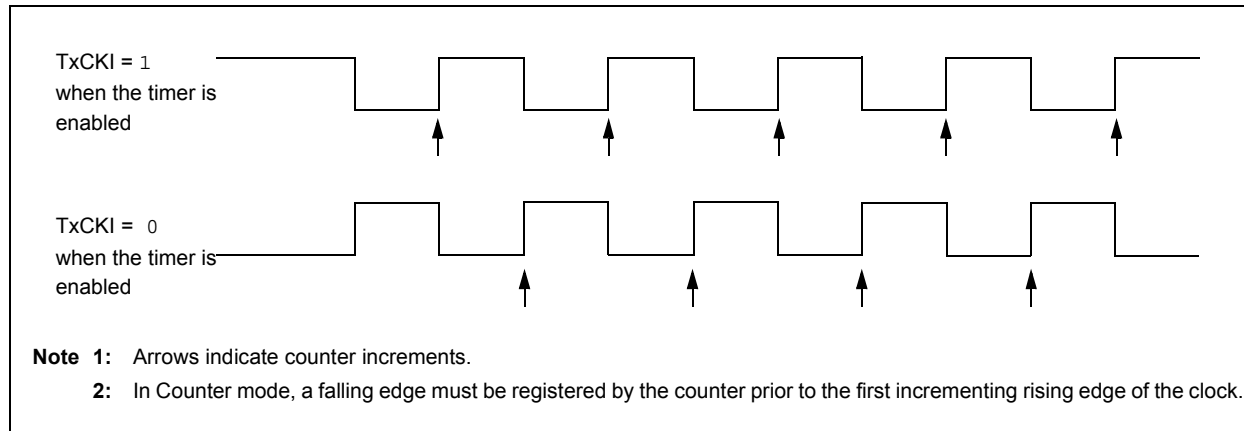 TxCKI = 1
when the timer is
enabled
TxCKI = 0
when the timer is
enabled
Note 1: Arrows indicate counter increments.
2: In Counter mode, a falling edge must be registered by the counter prior to the first incrementing rising edge of the clock.